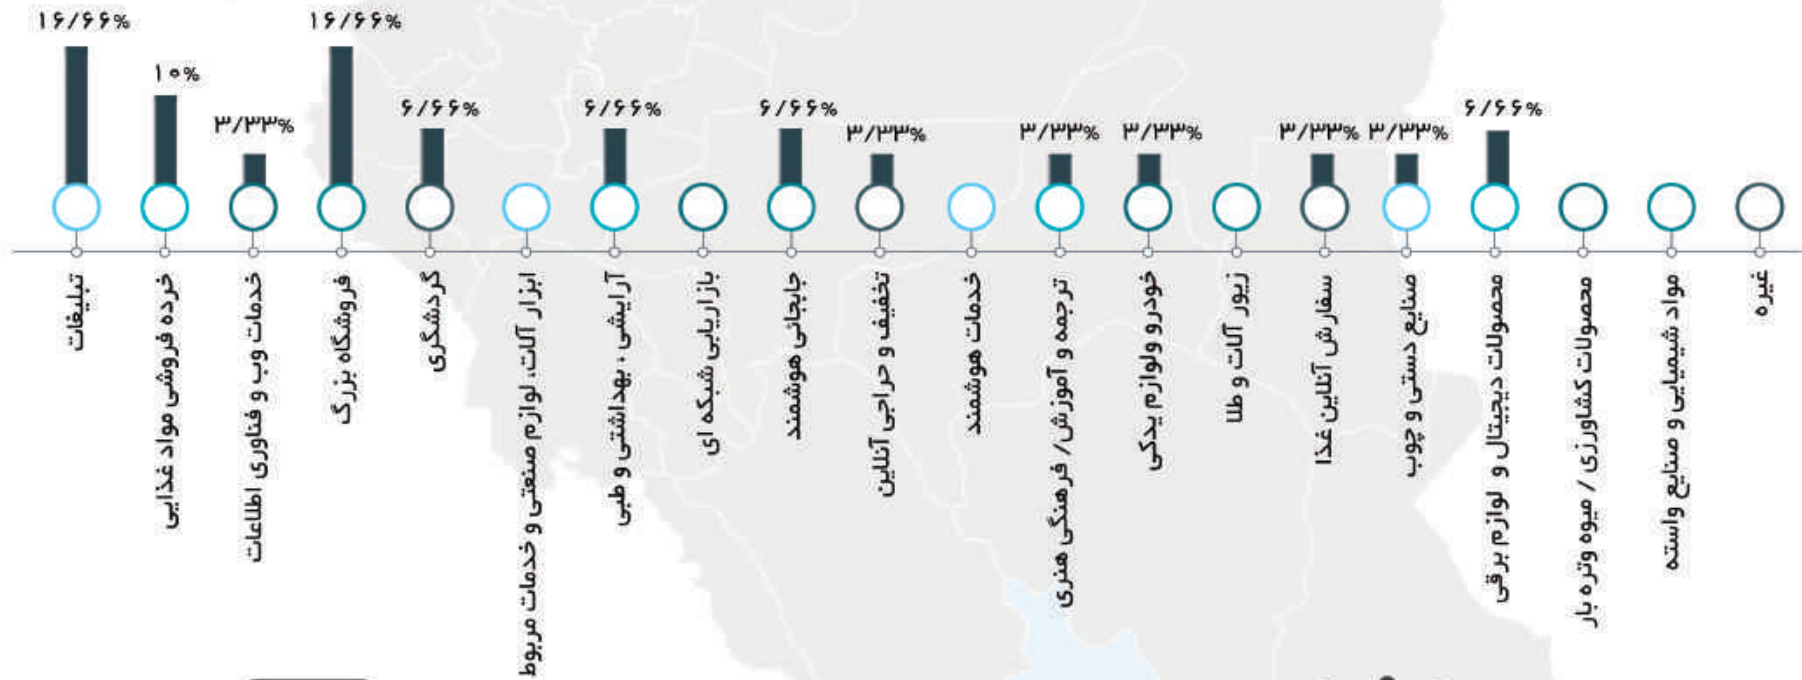 ۱۶/۶۶%
۱۰%
۳/۳۳%
۱۶/۶۶%
۶/۶۶%
۶/۶۶%
۶/۶۶%
۳/۳۳%
۳/۳۳%
۳/۳۳%
۳/۳۳%
۳/۳۳%
۶/۶۶%
تبلیغات
خرده فروشی مواد غذایی
خدمات وب و فناوری اطلاعات
فروشگاه بزرگ
گردشگری
ابزار آلات، لوازم صنعتی و خدمات مربوط
آرایشی ، بهداشتی و طبی
بازاریابی شبکه ای
جابجائی هوشمند
تخفیف و حراجی آنلاین
خدمات هوشمند
ترجمه و آموزش/ فرهنگی هنری
خودرو ولوازم یدکی
زیور آلات و طلا
سفارش آنلاین غذا
صنایع دستی و چوب
محصولات دیجیتال و لوازم برقی
محصولات کشاورزی / میوه وتره بار
مواد شیمیایی و صنایع واسته
غیره